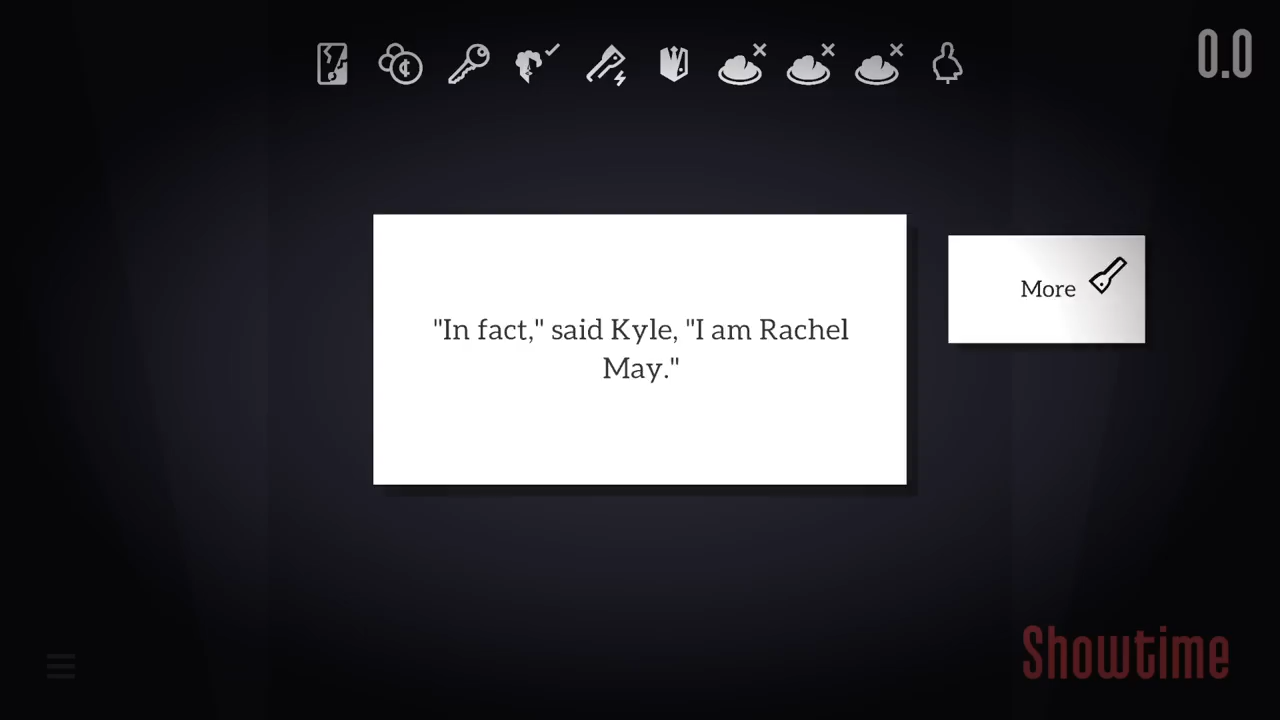 0.0
"In fact," said Kyle, "I am Rachel
May."
More
Showtime